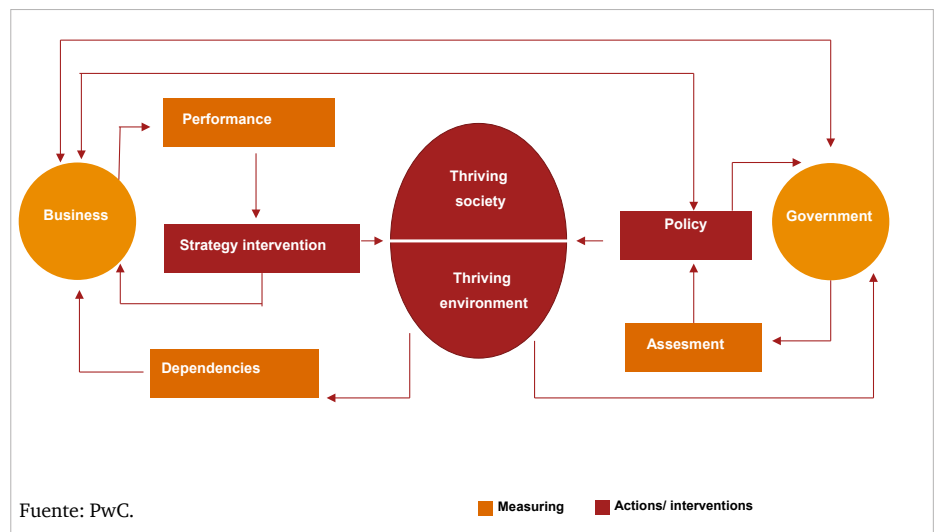 Performance
Business
Strategy intervention
Dependencies
Thriving
society
Thriving
environment
Policy
Government
Assesment
Fuente: PwC.
Measuring
Actions/ interventions